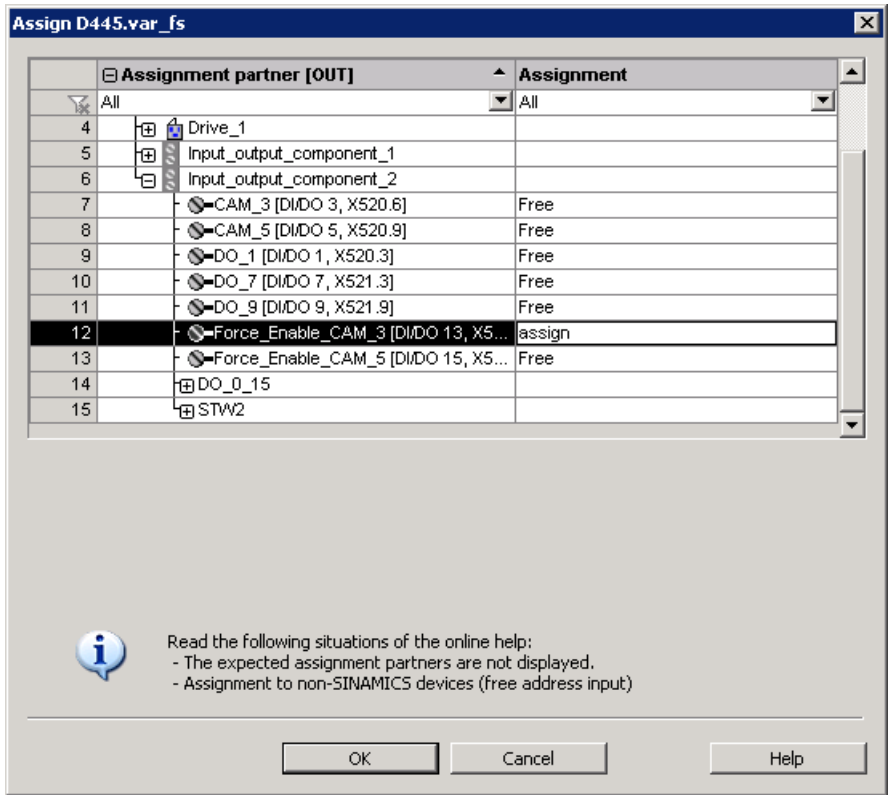 Assign D445.var_fs
Assignment partner [OUT] Assignment
All All
4 Drive_1
5 Input_output_component_1
6 Input_output_component_2
7 CAM_3 [DI/DO 3, X520.6] Free
8 CAM_5 [DI/DO 5, X520.9] Free
9 DO_1 [DI/DO 1, X520.3] Free
10 DO_7 [DI/DO 7, X521.3] Free
11 DO_9 [DI/DO 9, X521.9] Free
12 Force_Enable_CAM_3 [DI/DO 13, X5... assign
13 Force_Enable_CAM_5 [DI/DO 15, X5... Free
14 DO_0_15
15 STW2
Read the following situations of the online help:
- The expected assignment partners are not displayed.
- Assignment to non-SINAMICS devices (free address input)
OK Cancel Help